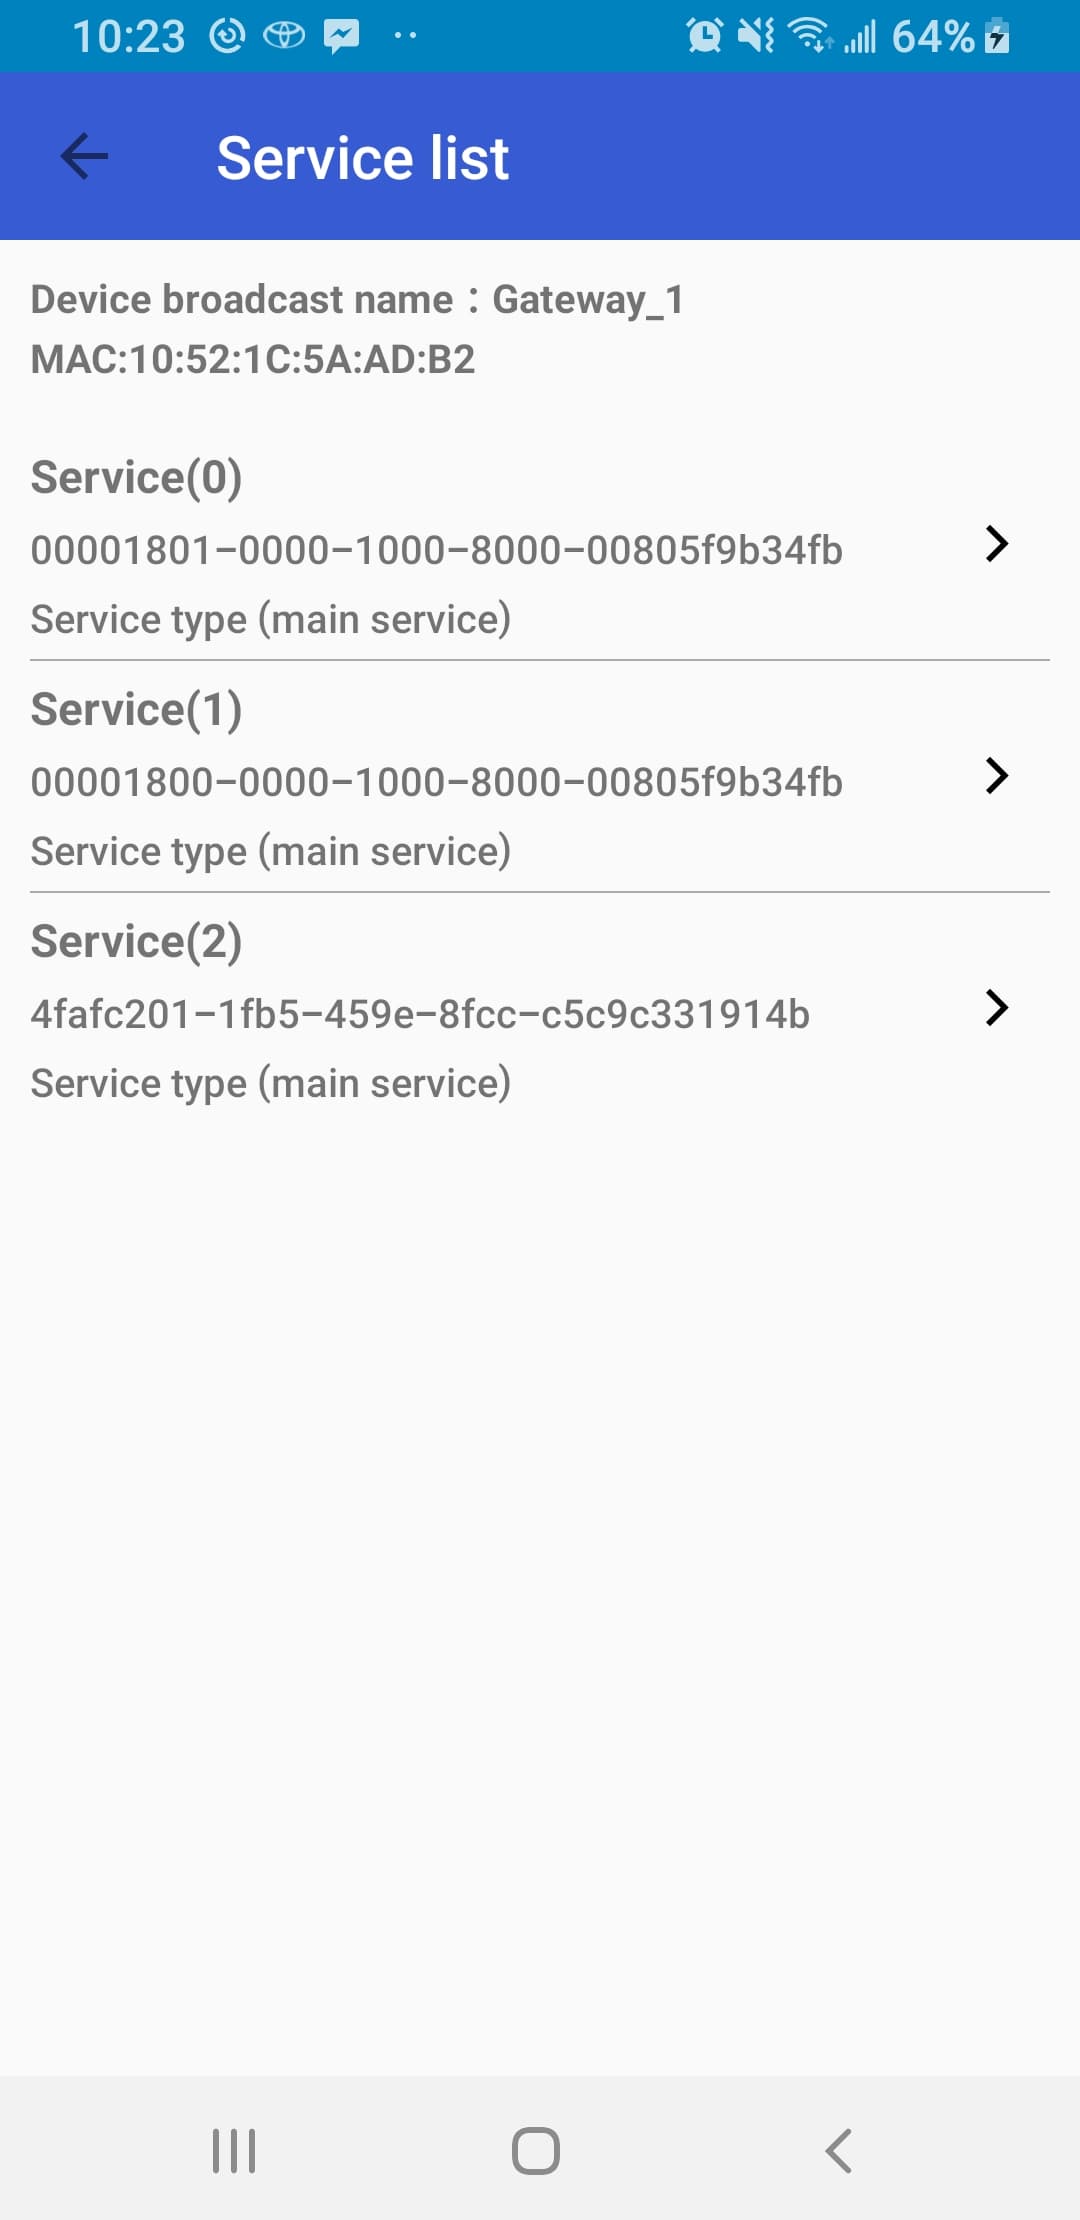 10:23
64%
Service list
Device broadcast name：Gateway_1
MAC:10:52:1C:5A:AD:B2
Service(0)
00001801-0000-1000-8000-00805f9b34fb
Service type (main service)
Service(1)
00001800-0000-1000-8000-00805f9b34fb
Service type (main service)
Service(2)
4fafc201-1fb5-459e-8fcc-c5c9c331914b
Service type (main service)